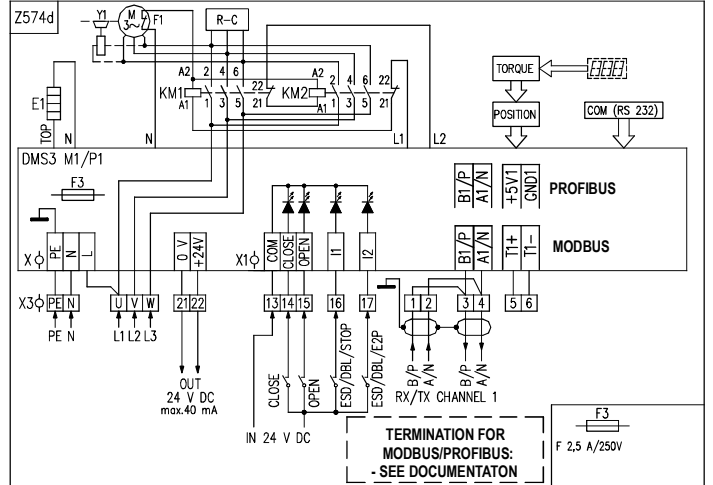 Z574d
Y1 M 3~ F1 R-C
A2 2 4 6 22 A2 2 4 6 22
KM1 KM2
A1 1 3 5 21 A1 1 3 5 21
E1 TOP N N L1 L2
TORQUE
POSITION
COM (RS 232)
DMS3 M1/P1
F3
B1/P A1/N +5V1 GND1 PROFIBUS
X PE N L 0 V +24V X1 COM CLOSE OPEN I1 I2 B1/P A1/N T1+ T1- MODBUS
X3 PE N U V W 21 22 13 14 15 16 17 1 2 3 4 5 6
PE N L1 L2 L3
OUT
24 V DC
max.40 mA
CLOSE OPEN ESD/DBL/STOP ESD/DBL/E2P
B/P A/N B/P A/N
RX/TX CHANNEL 1
IN 24 V DC
TERMINATION FOR
MODBUS/PROFIBUS:
- SEE DOCUMENTATON
F3
F 2,5 A/250V